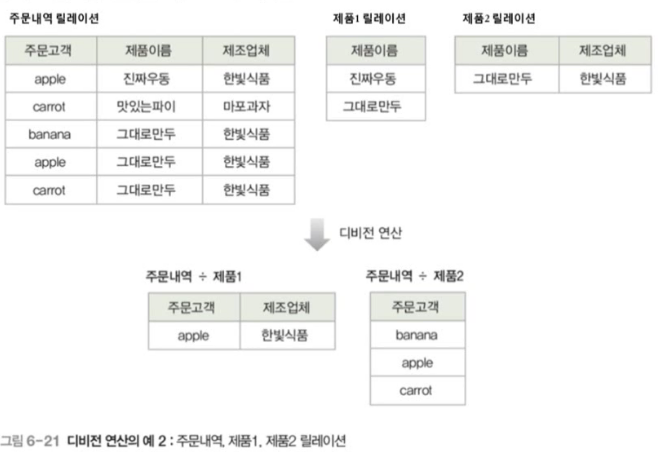 주문내역 릴레이션
주문고객 제품이름 제조업체
apple 진짜우동 한빛식품
carrot 맛있는파이 마포과자
banana 그대로만두 한빛식품
apple 그대로만두 한빛식품
carrot 그대로만두 한빛식품
제품1 릴레이션
제품이름
진짜우동
그대로만두
제품2 릴레이션
제품이름 제조업체
그대로만두 한빛식품
디비전 연산
주문내역 ÷ 제품1
주문고객 제조업체
apple 한빛식품
주문내역 ÷ 제품2
주문고객
banana
apple
carrot
그림 6-21 디비전 연산의 예 2 : 주문내역, 제품1, 제품2 릴레이션